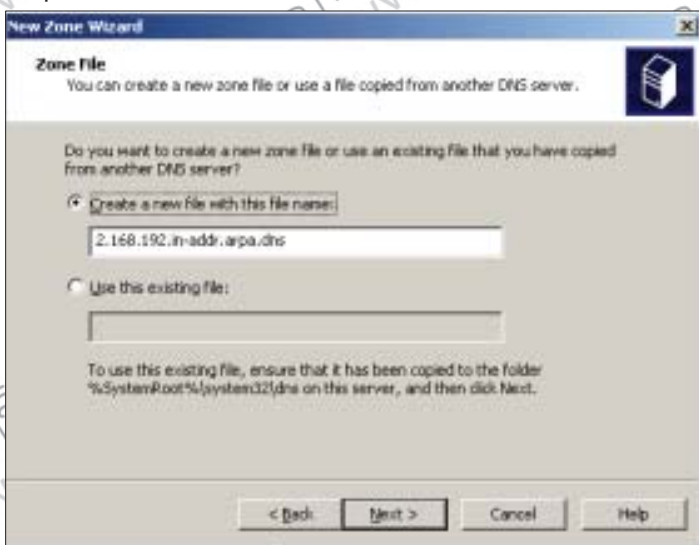 New Zone Wizard
Zone File
You can create a new zone file or use a file copied from another DNS server.
Do you want to create a new zone file or use an existing file that you have copied
from another DNS server?
Create a new file with this file name:
2.168.192.in-addr.arpa.dns
Use this existing file:
To use this existing file, ensure that it has been copied to the folder
%SystemRoot%\system32\dns on this server, and then click Next.
< Back
Next >
Cancel
Help